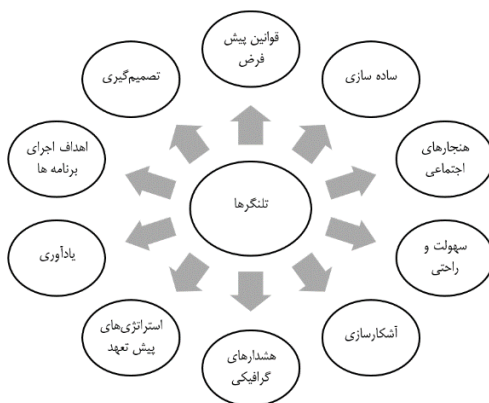 قوانین پیش
فرض
ساده سازی
هنجارهای
اجتماعی
سهولت و
راحتی
آشکارسازی
هشدارهای
گرافیکی
استراتژی‌های
پیش تعهد
یادآوری
اهداف اجرای
برنامه ها
تصمیم‌گیری
تلنگرها